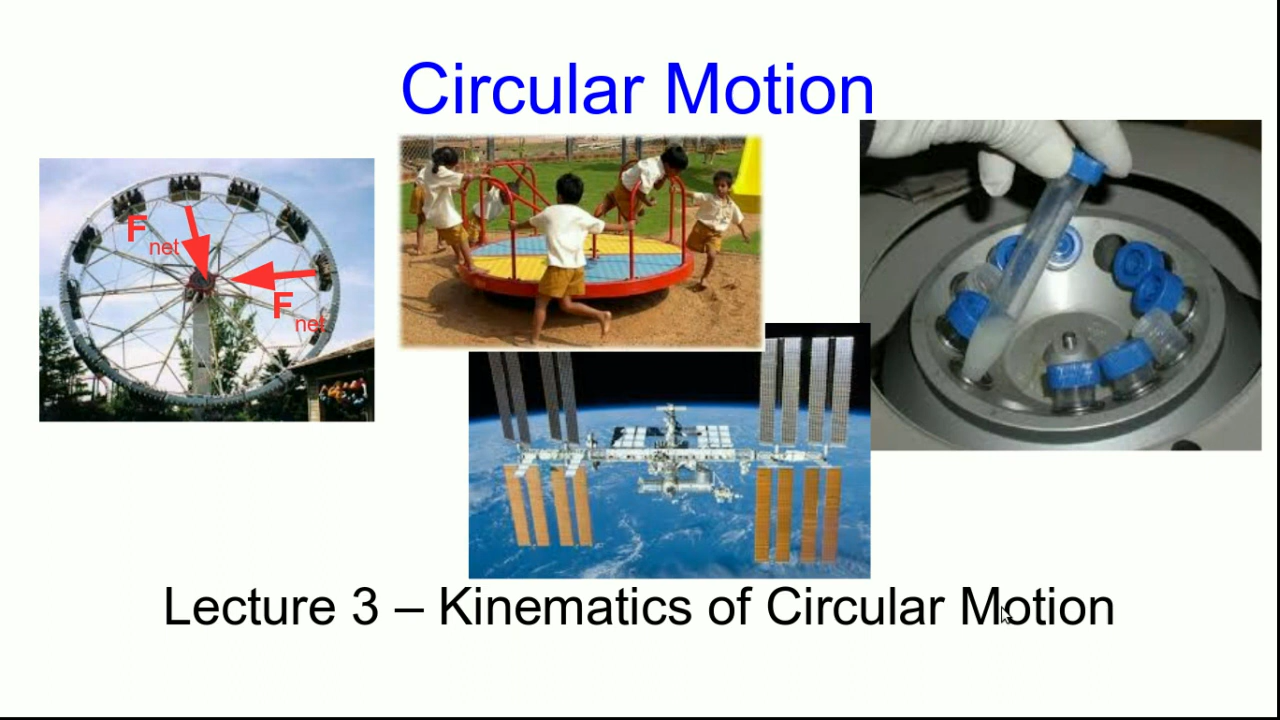 Circular Motion
F net
F net
Lecture 3 – Kinematics of Circular Motion